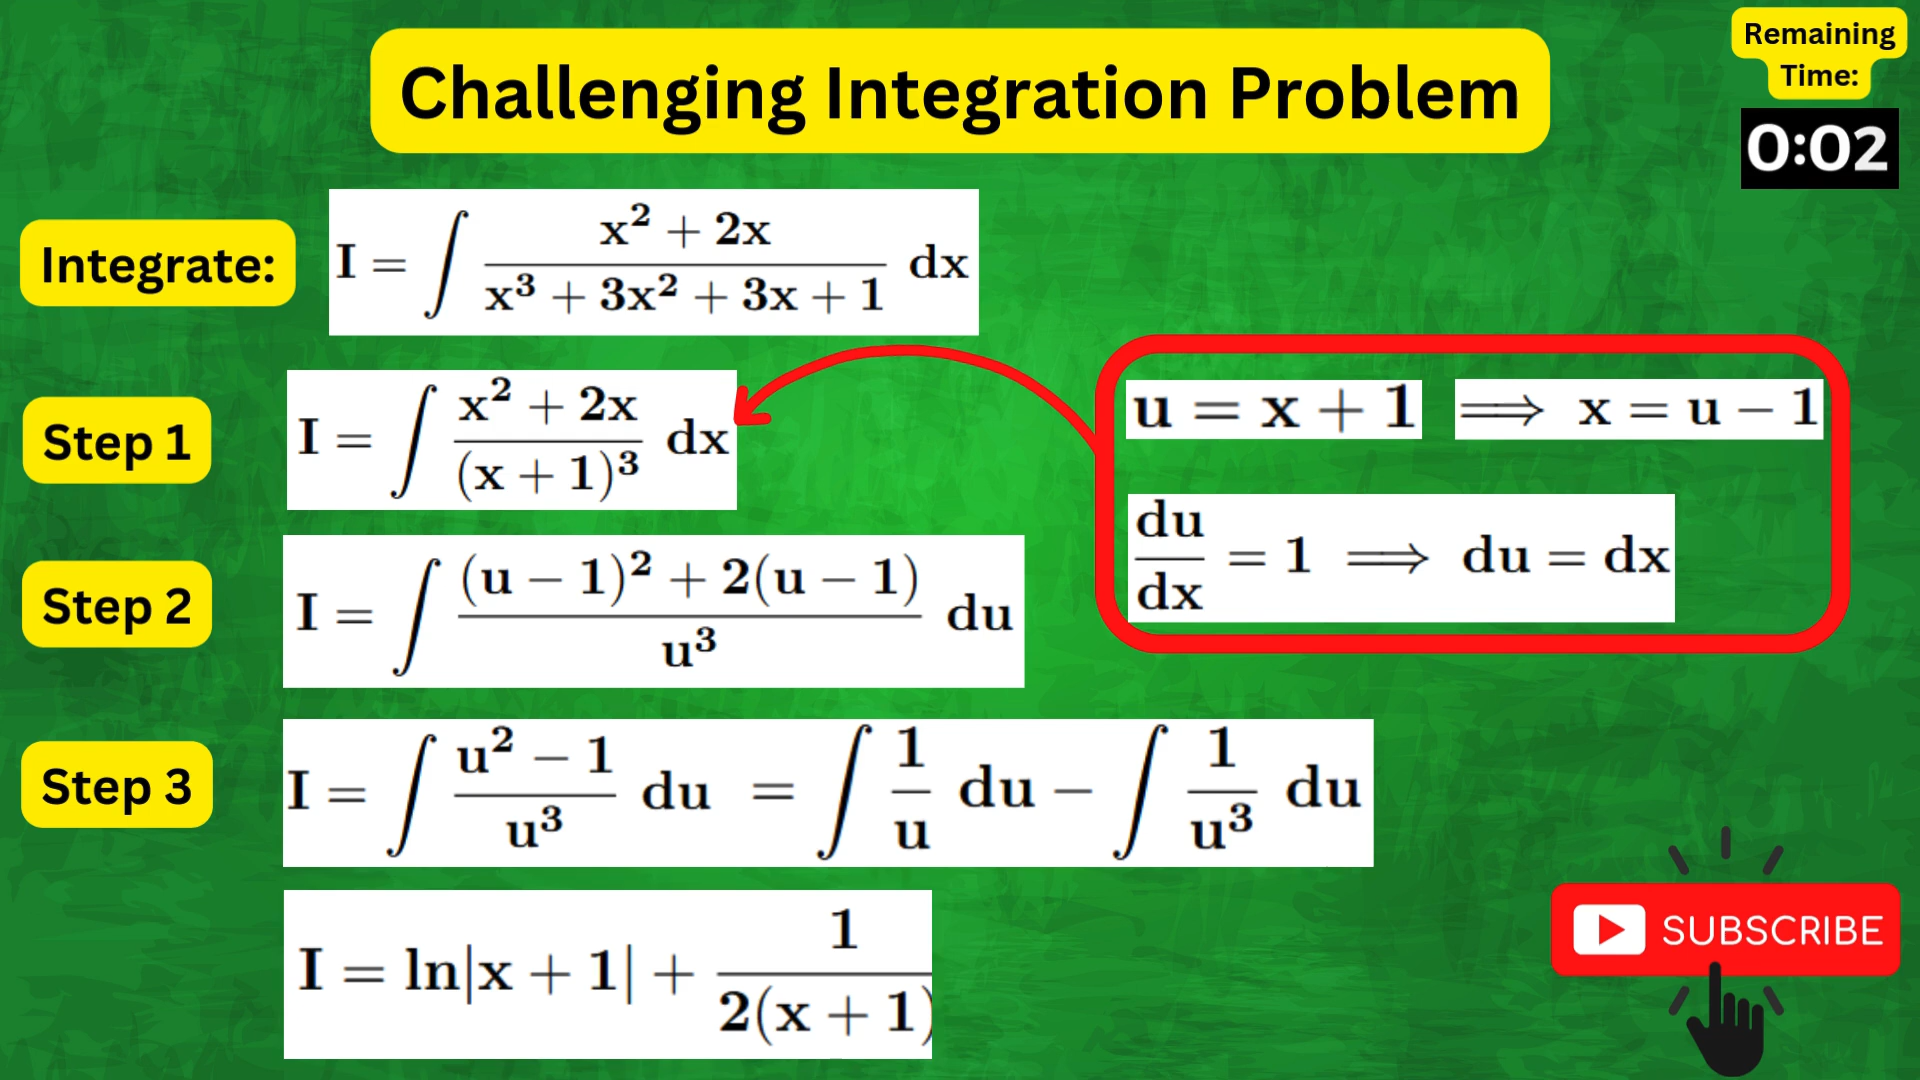 Challenging Integration Problem
Remaining
Time:
0:02
Integrate: I = ∫ (x² + 2x)/(x³ + 3x² + 3x + 1) dx
Step 1 I = ∫ (x² + 2x)/(x + 1)³ dx
u = x + 1 ⟹ x = u − 1
du/dx = 1 ⟹ du = dx
Step 2 I = ∫ ((u − 1)² + 2(u − 1))/u³ du
Step 3 I = ∫ (u² − 1)/u³ du = ∫ 1/u du − ∫ 1/u³ du
I = ln|x + 1| + 1/2(x + 1)
SUBSCRIBE